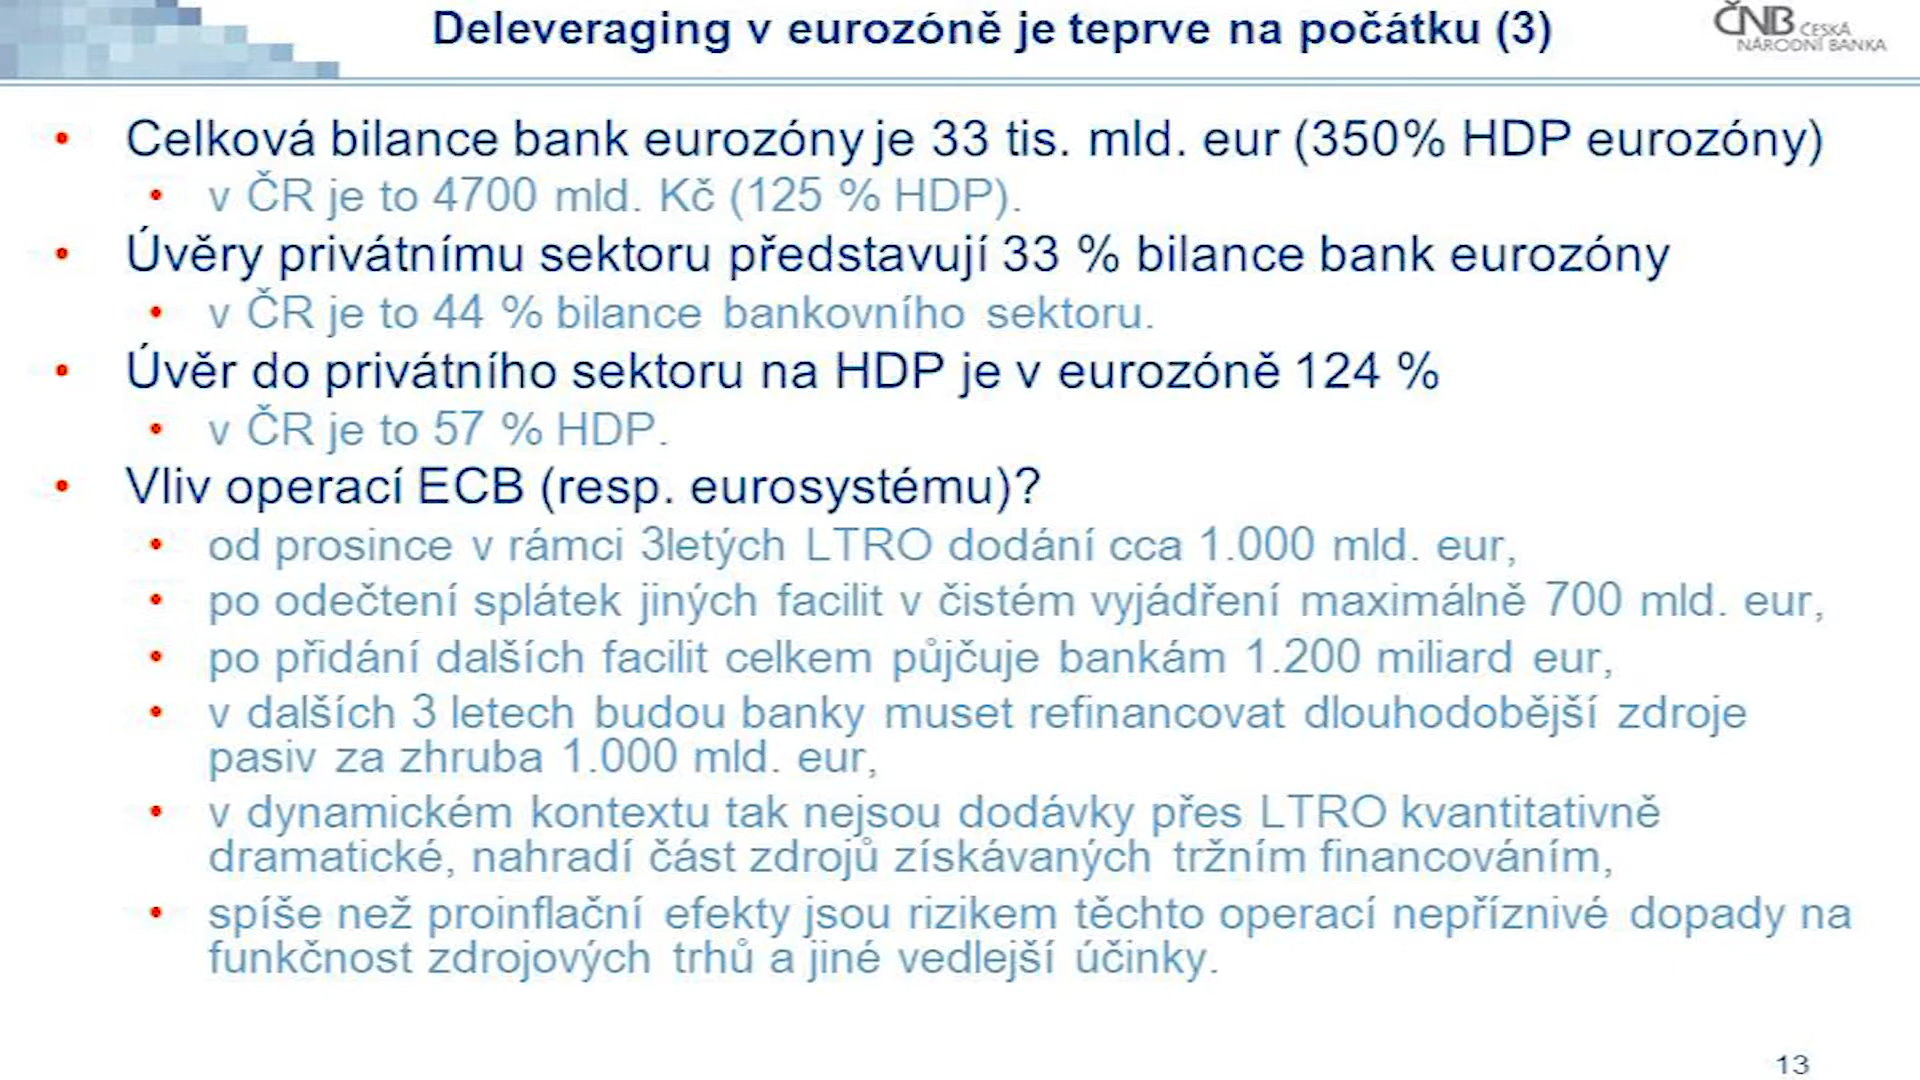 Deleveraging v eurozóně je teprve na počátku (3)
ČNB ČESKÁ
NÁRODNÍ BANKA
• Celková bilance bank eurozóny je 33 tis. mld. eur (350% HDP eurozóny)
• v ČR je to 4700 mld. Kč (125 % HDP).
• Úvěry privátnímu sektoru představují 33 % bilance bank eurozóny
• v ČR je to 44 % bilance bankovního sektoru.
• Úvěr do privátního sektoru na HDP je v eurozóně 124 %
• v ČR je to 57 % HDP.
• Vliv operací ECB (resp. eurosystému)?
• od prosince v rámci 3letých LTRO dodání cca 1.000 mld. eur,
• po odečtení splátek jiných facilit v čistém vyjádření maximálně 700 mld. eur,
• po přidání dalších facilit celkem půjčuje bankám 1.200 miliard eur,
• v dalších 3 letech budou banky muset refinancovat dlouhodobější zdroje
pasiv za zhruba 1.000 mld. eur,
• v dynamickém kontextu tak nejsou dodávky přes LTRO kvantitativně
dramatické, nahradí část zdrojů získávaných tržním financováním,
• spíše než proinflační efekty jsou rizikem těchto operací nepříznivé dopady na
funkčnost zdrojových trhů a jiné vedlejší účinky.
13